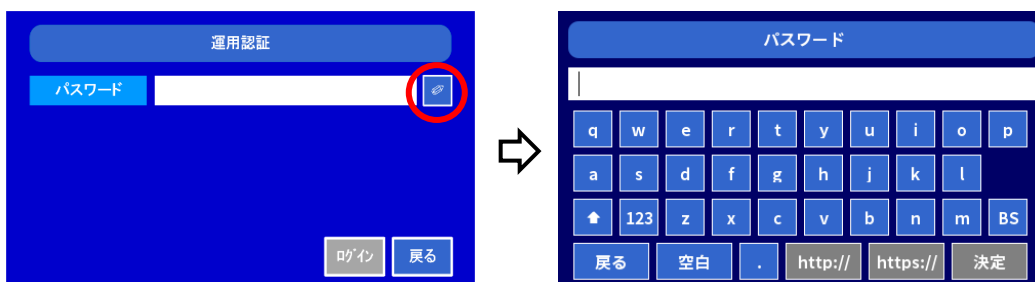 運用認証
パスワード
ﾛｸﾞｲﾝ 戻る
パスワード
q w e r t y u i o p
a s d f g h j k l
123 z x c v b n m BS
戻る 空白 . http:// https:// 決定